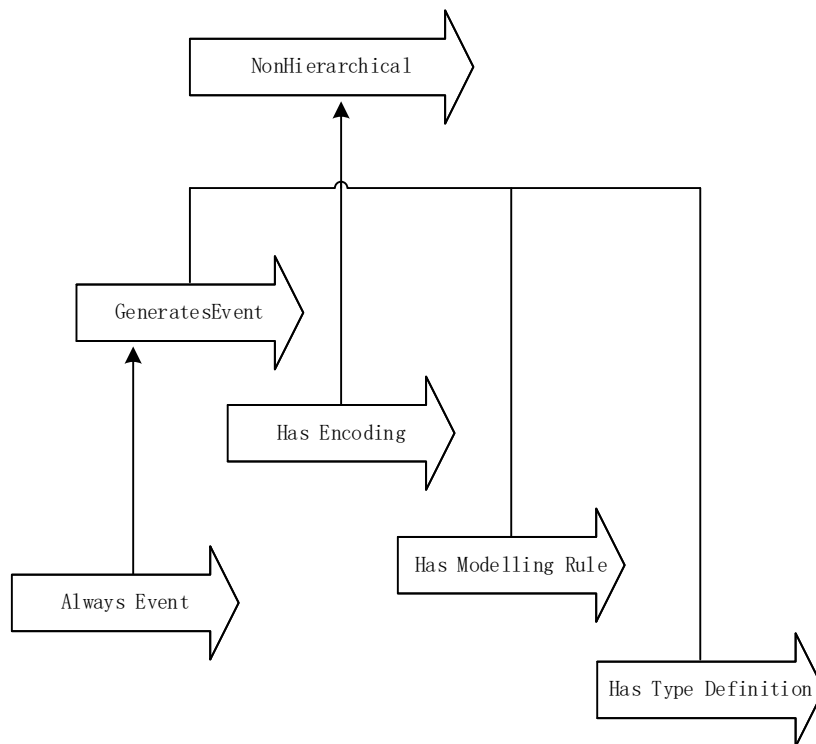 NonHierarchical
GeneratesEvent
Has Encoding
Has Modelling Rule
Always Event
Has Type Definition